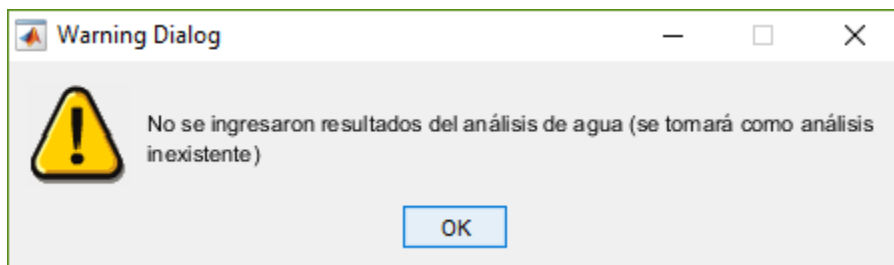 Warning Dialog
No se ingresaron resultados del análisis de agua (se tomará como análisis
inexistente)
OK